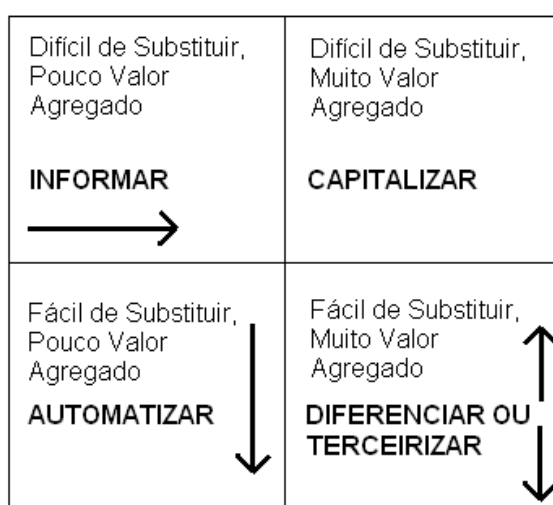 Difícil de Substituir,
Pouco Valor
Agregado
INFORMAR
Difícil de Substituir,
Muito Valor
Agregado
CAPITALIZAR
Fácil de Substituir,
Pouco Valor
Agregado
AUTOMATIZAR
Fácil de Substituir,
Muito Valor
Agregado
DIFERENCIAR OU
TERCEIRIZAR